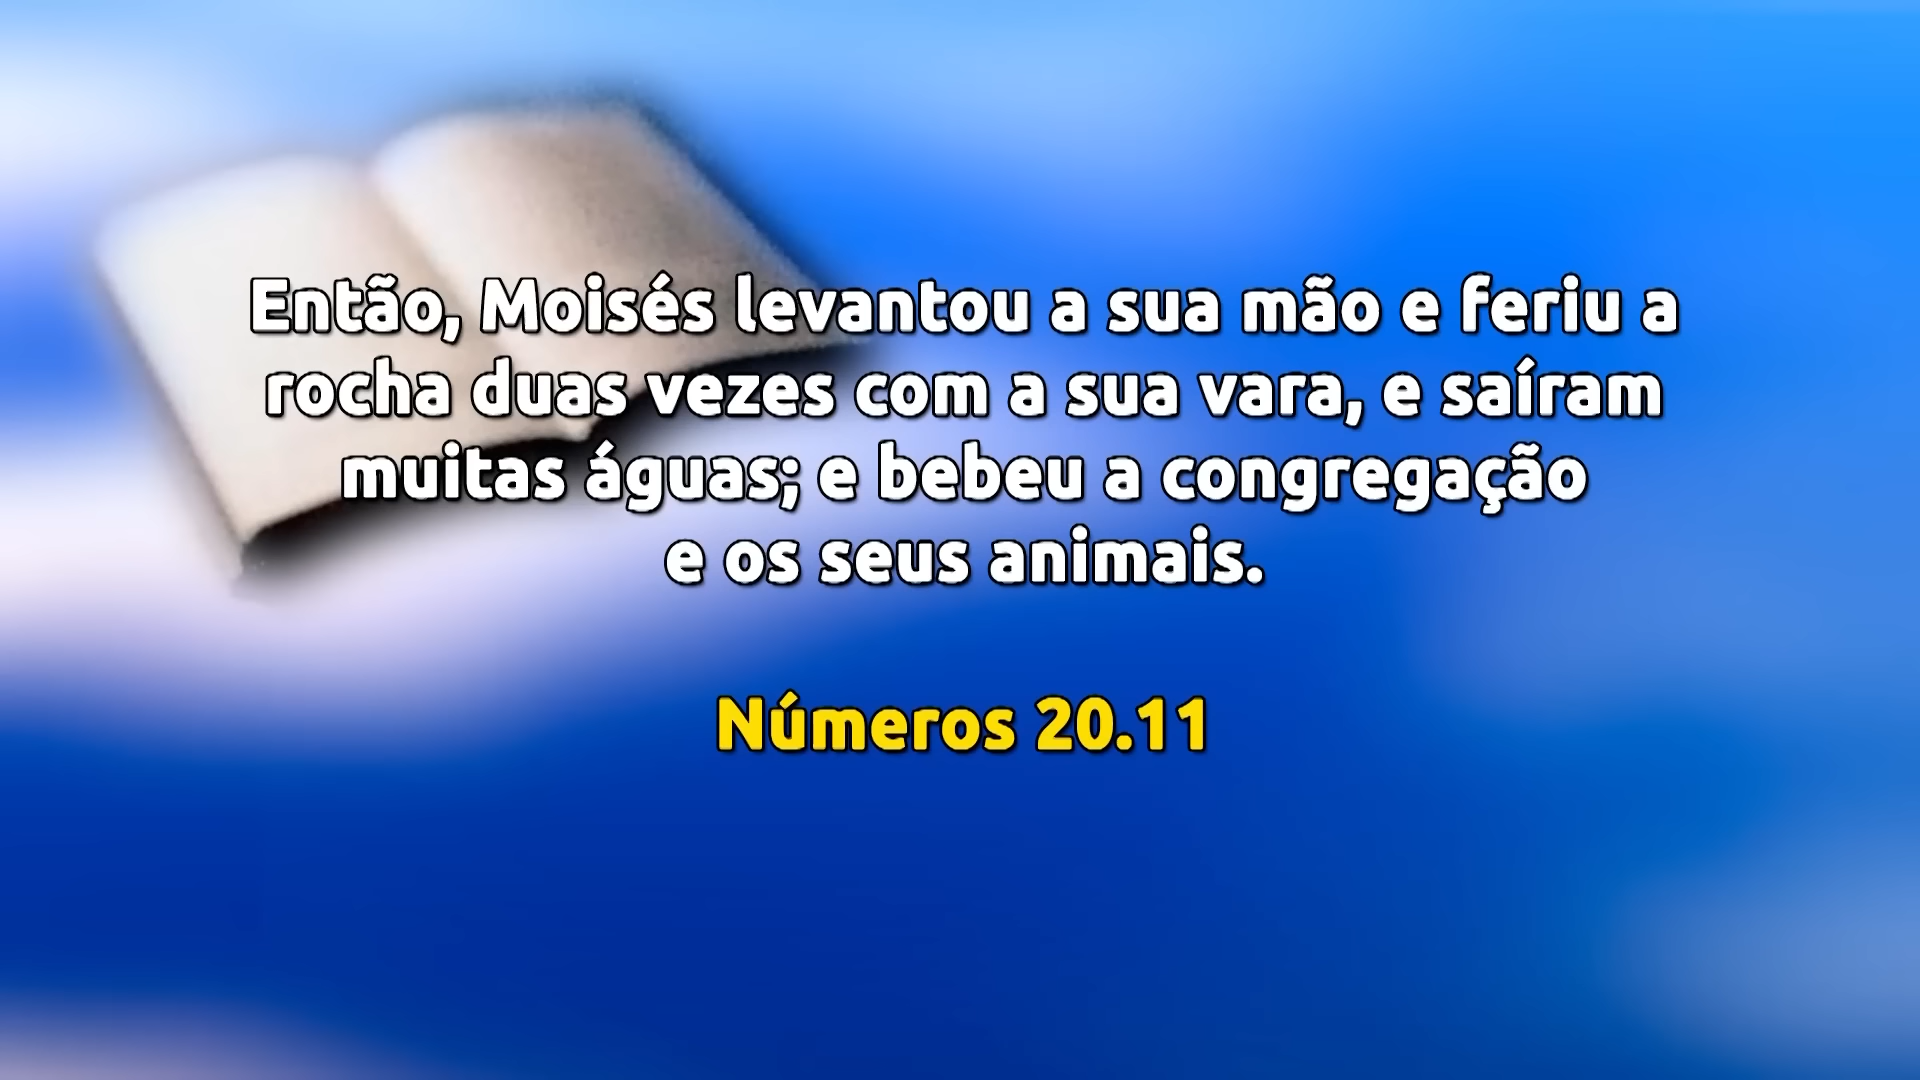 Então, Moisés levantou a sua mão e feriu a
rocha duas vezes com a sua vara, e saíram
muitas águas; e bebeu a congregação
e os seus animais.
Números 20.11